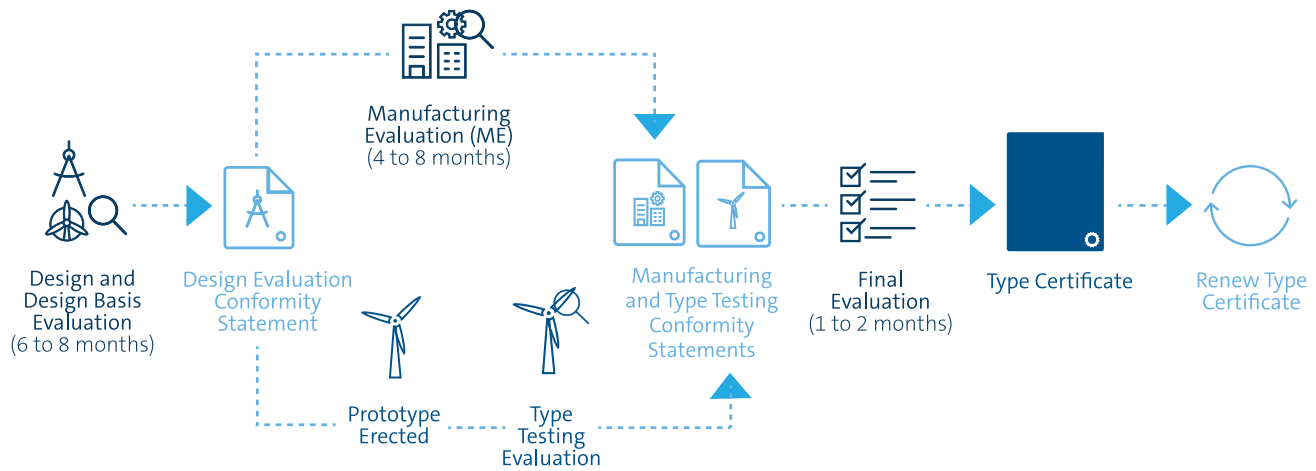 Manufacturing
Evaluation (ME)
(4 to 8 months)
Design and
Design Basis
Evaluation
(6 to 8 months)
Design Evaluation
Conformity
Statement
Prototype
Erected
Type
Testing
Evaluation
Manufacturing
and Type Testing
Conformity
Statements
Final
Evaluation
(1 to 2 months)
Type Certificate
Renew Type
Certificate